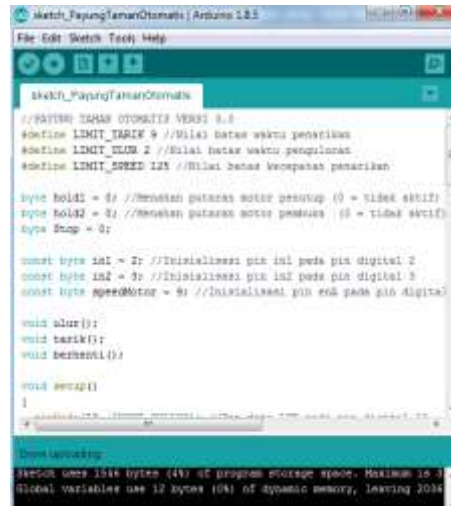 sketch_PayungTamanOtomatis | Arduino 1.8.5
File Edit Sketch Tools Help
sketch_PayungTamanOtomatis
//PAYUNG TAMAN OTOMATIS VERSI
#define LIMIT_TARIK 9 //Nilai batas waktu penarikan
#define LIMIT_ULUR 2 //Nilai batas waktu penguluran
#define LIMIT_SPEED 125 //Nilai batas kecepatan penarikan
byte hold1 = 0; //Menahan putaran motor penutup (0 = tidak aktif)
byte hold2 = 0; //Menahan putaran motor pembuka (0 = tidak aktif)
byte Stop = 0;
const byte in1 = 2; //Inisialisasi pin in1 pada pin digital 2
const byte in2 = 3; //Inisialisasi pin in2 pada pin digital 3
const byte speedMotor = 9; //Inisialisasi pin enA pada pin digital
void ulur();
void tarik();
void berhenti();
void setup()
{
Done uploading.
Sketch uses 1546 bytes (4%) of program storage space. Maximum is 3
Global variables use 12 bytes (0%) of dynamic memory, leaving 2036